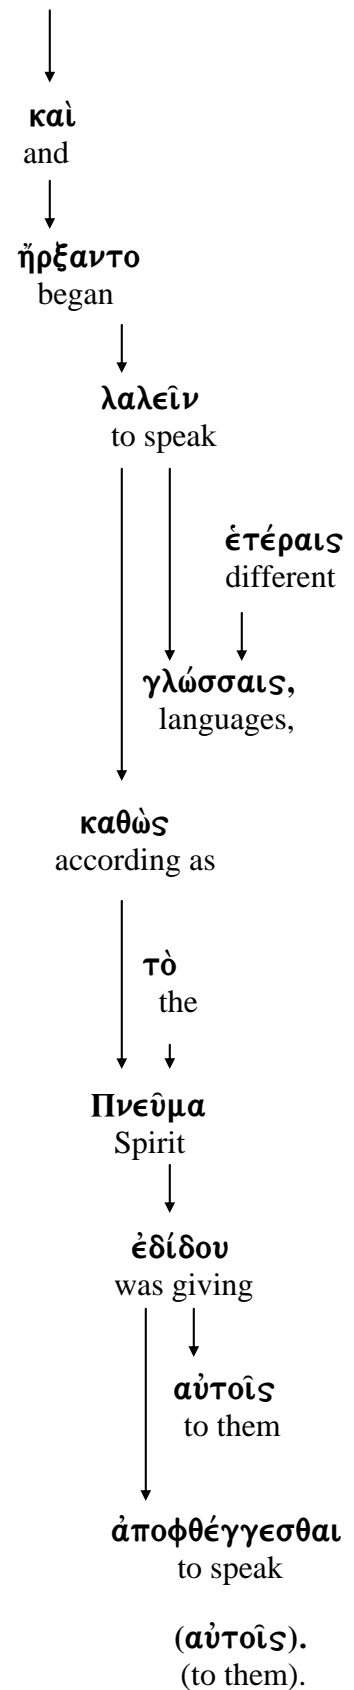 καὶ
and
ἤρξαντο
began
λαλεῖν
to speak
ἑτέραις
different
γλώσσαις,
languages,
καθὼς
according as
τὸ
the
Πνεῦμα
Spirit
ἐδίδου
was giving
αὐτοῖς
to them
ἀποφθέγγεσθαι
to speak
(αὐτοῖς).
(to them).